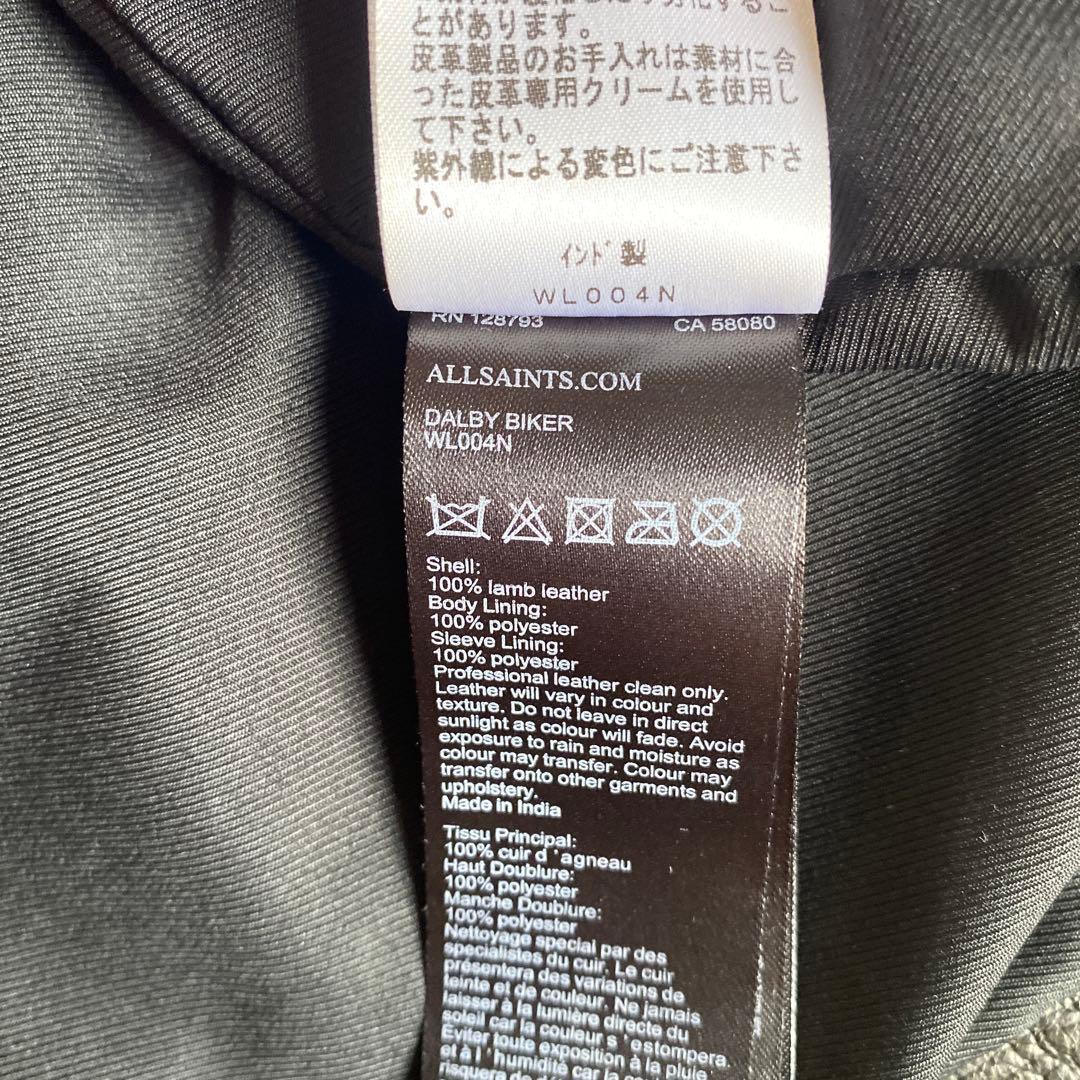 とがあります。
皮革製品のお手入れは素材に合
った皮革専用クリームを使用し
て下さい。
紫外線による変色にご注意下さ
い。
インド製
WL004N
RN 128793 CA 58080
ALLSAINTS.COM
DALBY BIKER
WL004N
Shell:
100% lamb leather
Body Lining:
100% polyester
Sleeve Lining:
100% polyester
Professional leather clean only.
Leather will vary in colour and
texture. Do not leave in direct
sunlight as colour will fade. Avoid
exposure to rain and moisture as
colour may transfer. Colour may
transfer onto other garments and
upholstery.
Made in India
Tissu Principal:
100% cuir d 'agneau
Haut Doublure:
100% polyester
Manche Doublure:
100% polyester
Nettoyage special par des
specialistes du cuir. Le cuir
présentera des variations de
teinte et de couleur. Ne jamais
laisser à la lumière directe du
soleil car la couleur s 'estompera.
Éviter toute exposition à la pluie
et à l 'humidité car la
risquera de